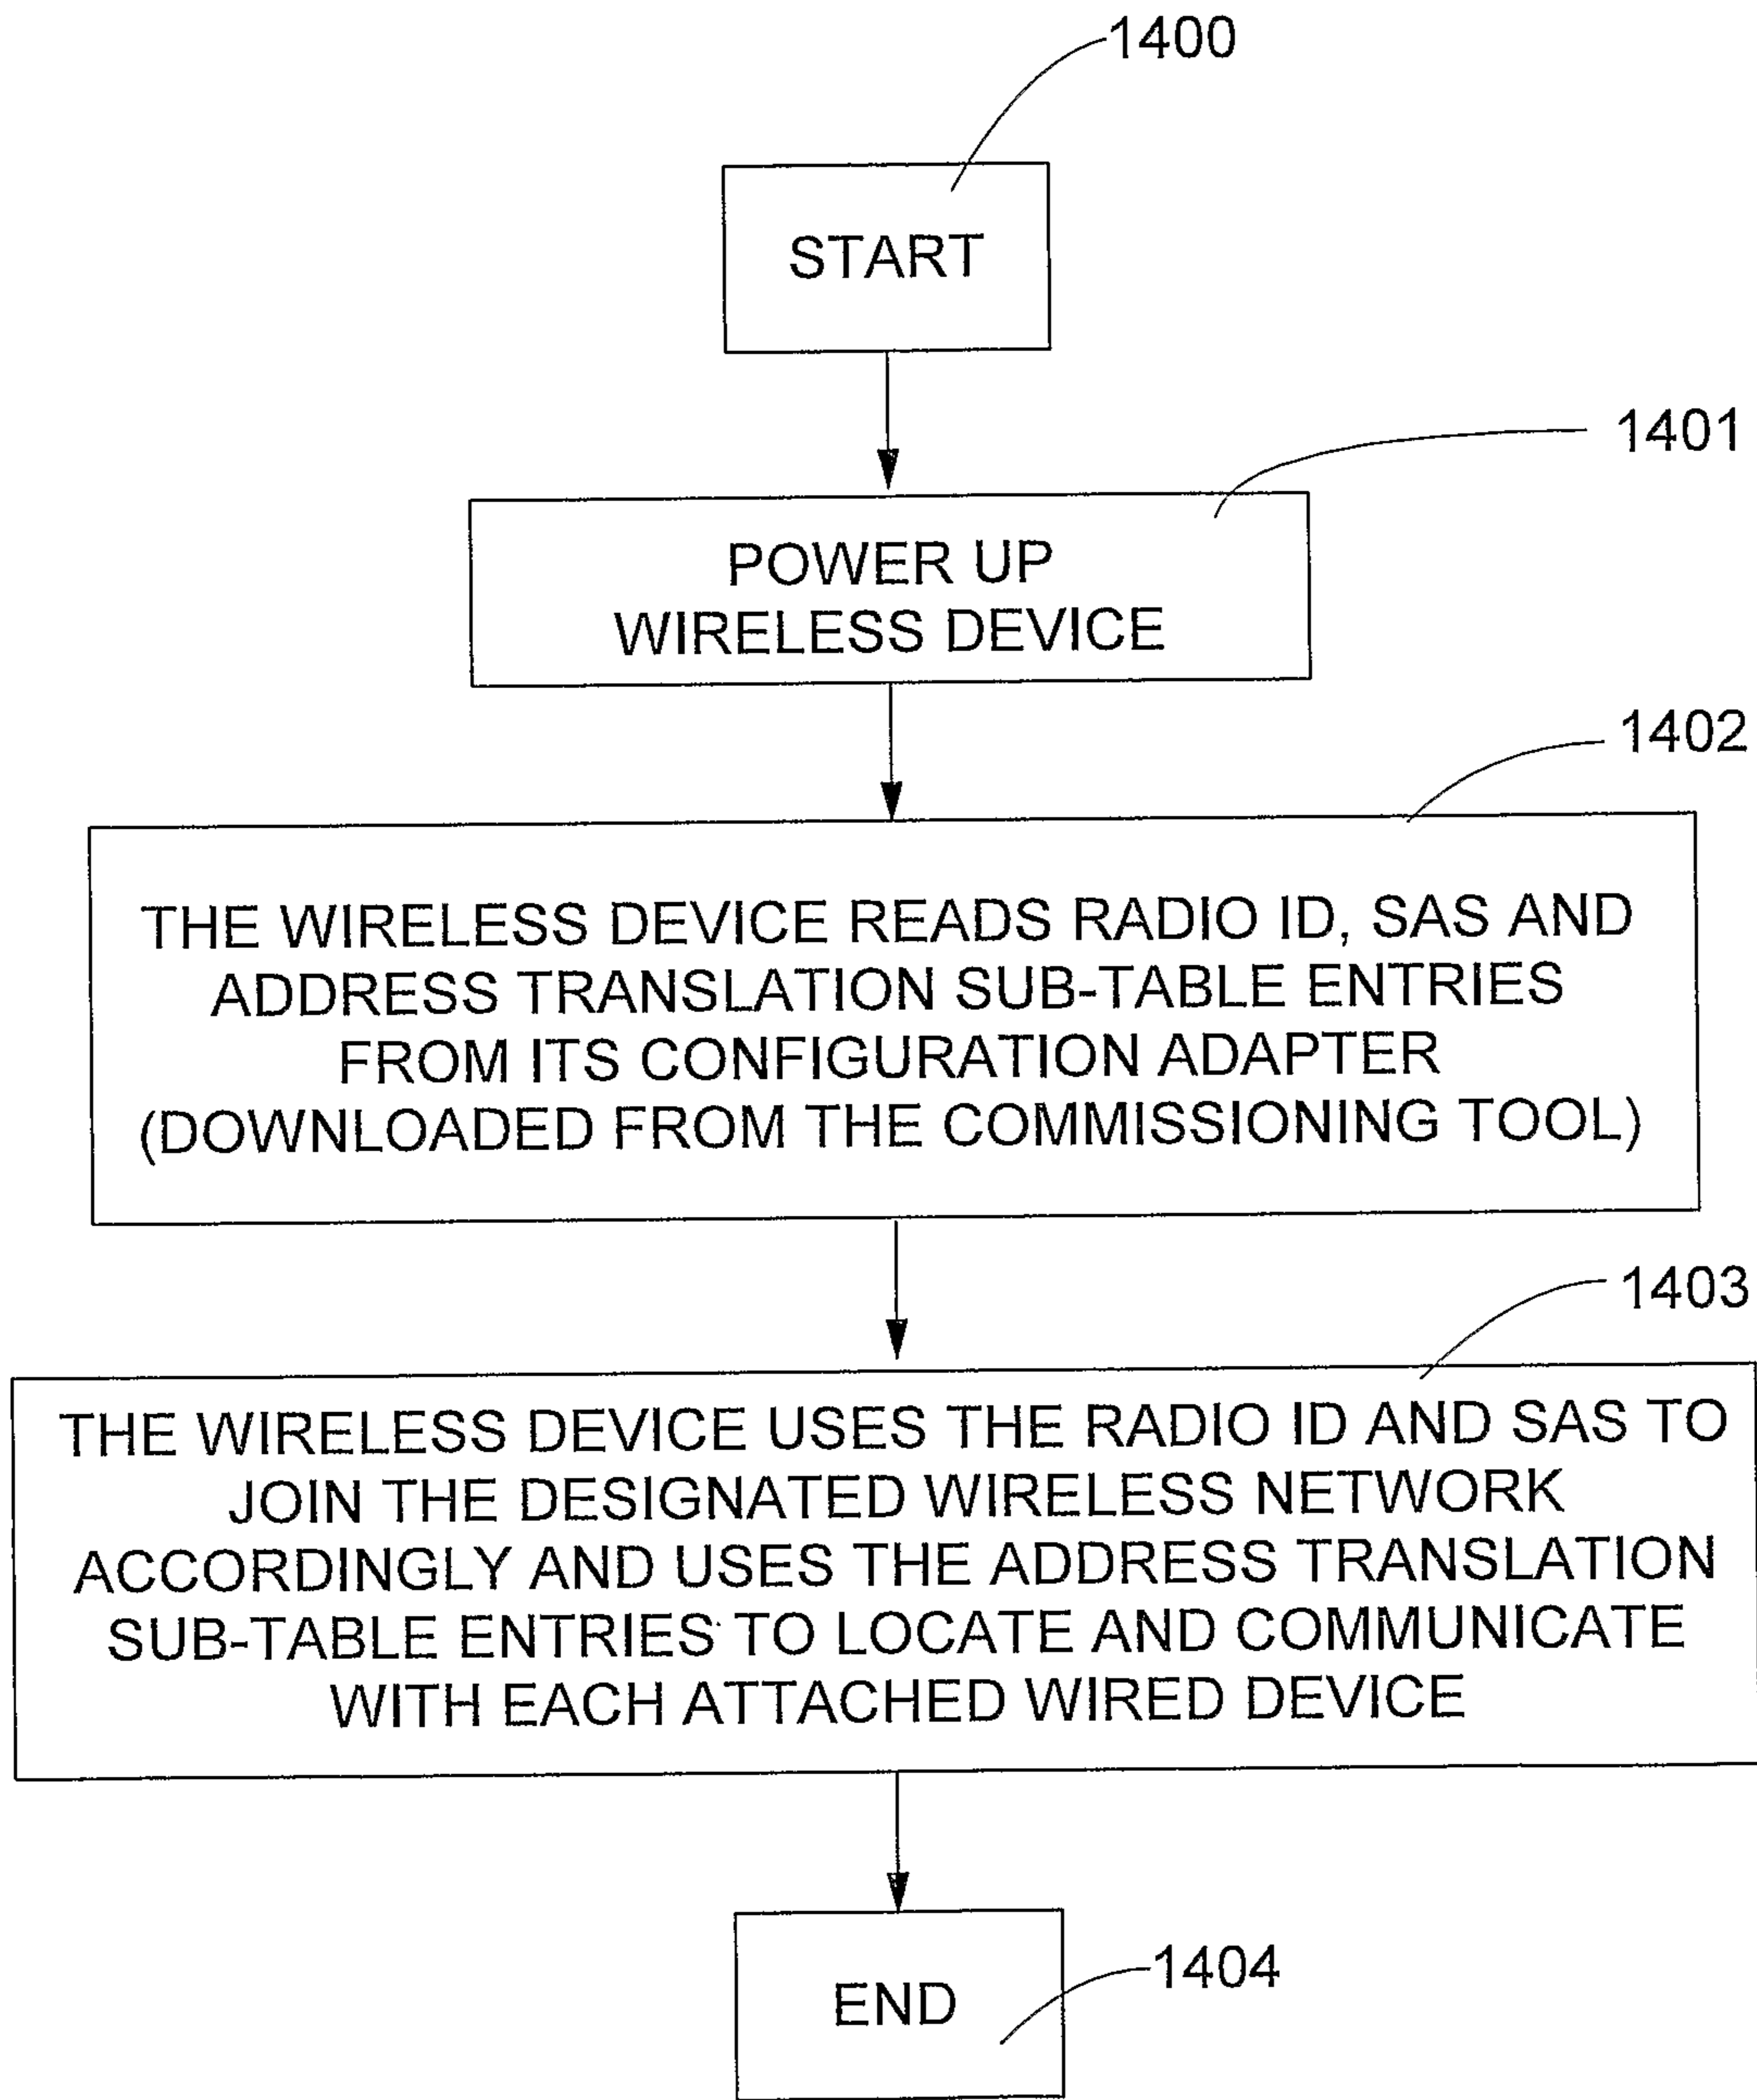 1400
START
1401
POWER UP
WIRELESS DEVICE
1402
THE WIRELESS DEVICE READS RADIO ID, SAS AND
ADDRESS TRANSLATION SUB-TABLE ENTRIES
FROM ITS CONFIGURATION ADAPTER
(DOWNLOADED FROM THE COMMISSIONING TOOL)
1403
THE WIRELESS DEVICE USES THE RADIO ID AND SAS TO
JOIN THE DESIGNATED WIRELESS NETWORK
ACCORDINGLY AND USES THE ADDRESS TRANSLATION
SUB-TABLE ENTRIES TO LOCATE AND COMMUNICATE
WITH EACH ATTACHED WIRED DEVICE
1404
END